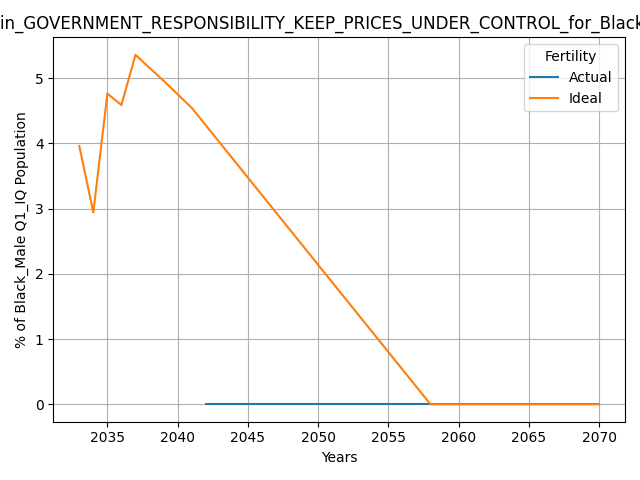 in_GOVERNMENT_RESPONSIBILITY_KEEP_PRICES_UNDER_CONTROL_for_Black
Fertility
Actual
Ideal
% of Black_Male Q1_IQ Population
5
4
3
2
1
0
2035 2040 2045 2050 2055 2060 2065 2070
Years